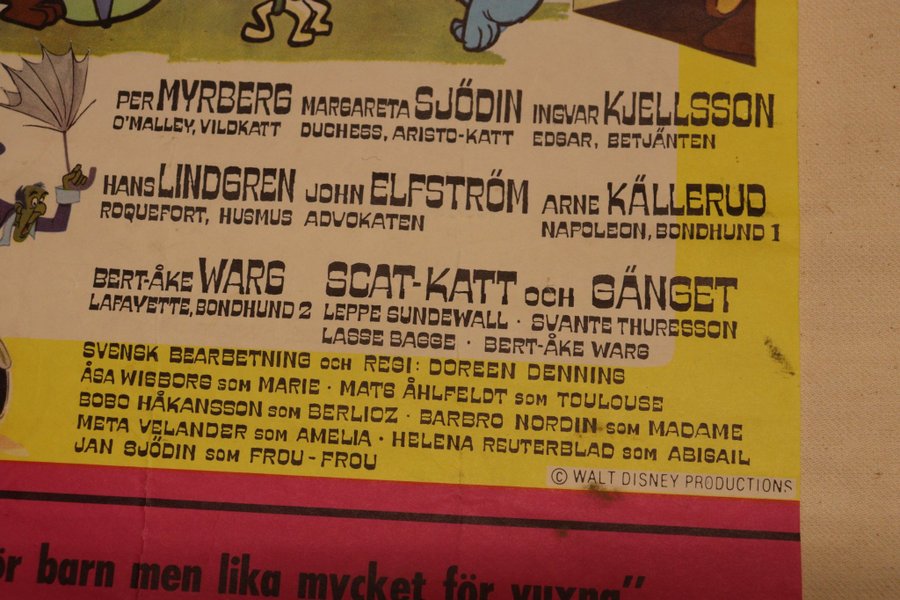 PER MYRBERG MARGARETA SJÖDIN INGVAR KJELLSSON
O'MALLEY, VILDKATT DUCHESS, ARISTO-KATT EDGAR, BETJÄNTEN
HANS LINDGREN JOHN ELFSTRÖM ARNE KÄLLERUD
ROQUEFORT, HUSMUS ADVOKATEN NAPOLEON, BONDHUND 1
BERT-ÅKE WARG SCAT-KATT OCH GÄNGET
LAFAYETTE, BONDHUND 2 LEPPE SUNDEWALL · SVANTE THURESSON
LASSE BAGGE · BERT-ÅKE WARG
SVENSK BEARBETNING OCH REGI: DOREEN DENNING
ÅSA WIGBORG SOM MARIE · MATS ÅHLFELDT SOM TOULOUSE
BOBO HÅKANSSON SOM BERLIOZ · BARBRO NORDIN SOM MADAME
META VELANDER SOM AMELIA · HELENA REUTERBLAD SOM ABIGAIL
JAN SJÖDIN SOM FROU-FROU
© WALT DISNEY PRODUCTIONS
ör barn men lika mycket för vuxna"